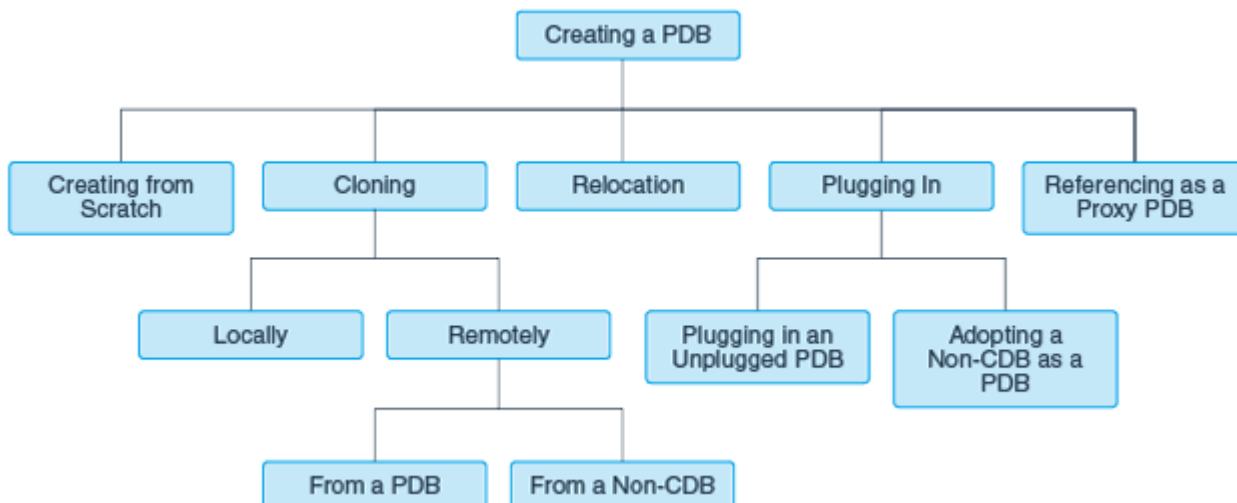 Creating a PDB
Creating from
Scratch
Cloning
Relocation
Plugging In
Referencing as a
Proxy PDB
Locally
Remotely
Plugging in an
Unplugged PDB
Adopting a
Non-CDB as a
PDB
From a PDB
From a Non-CDB